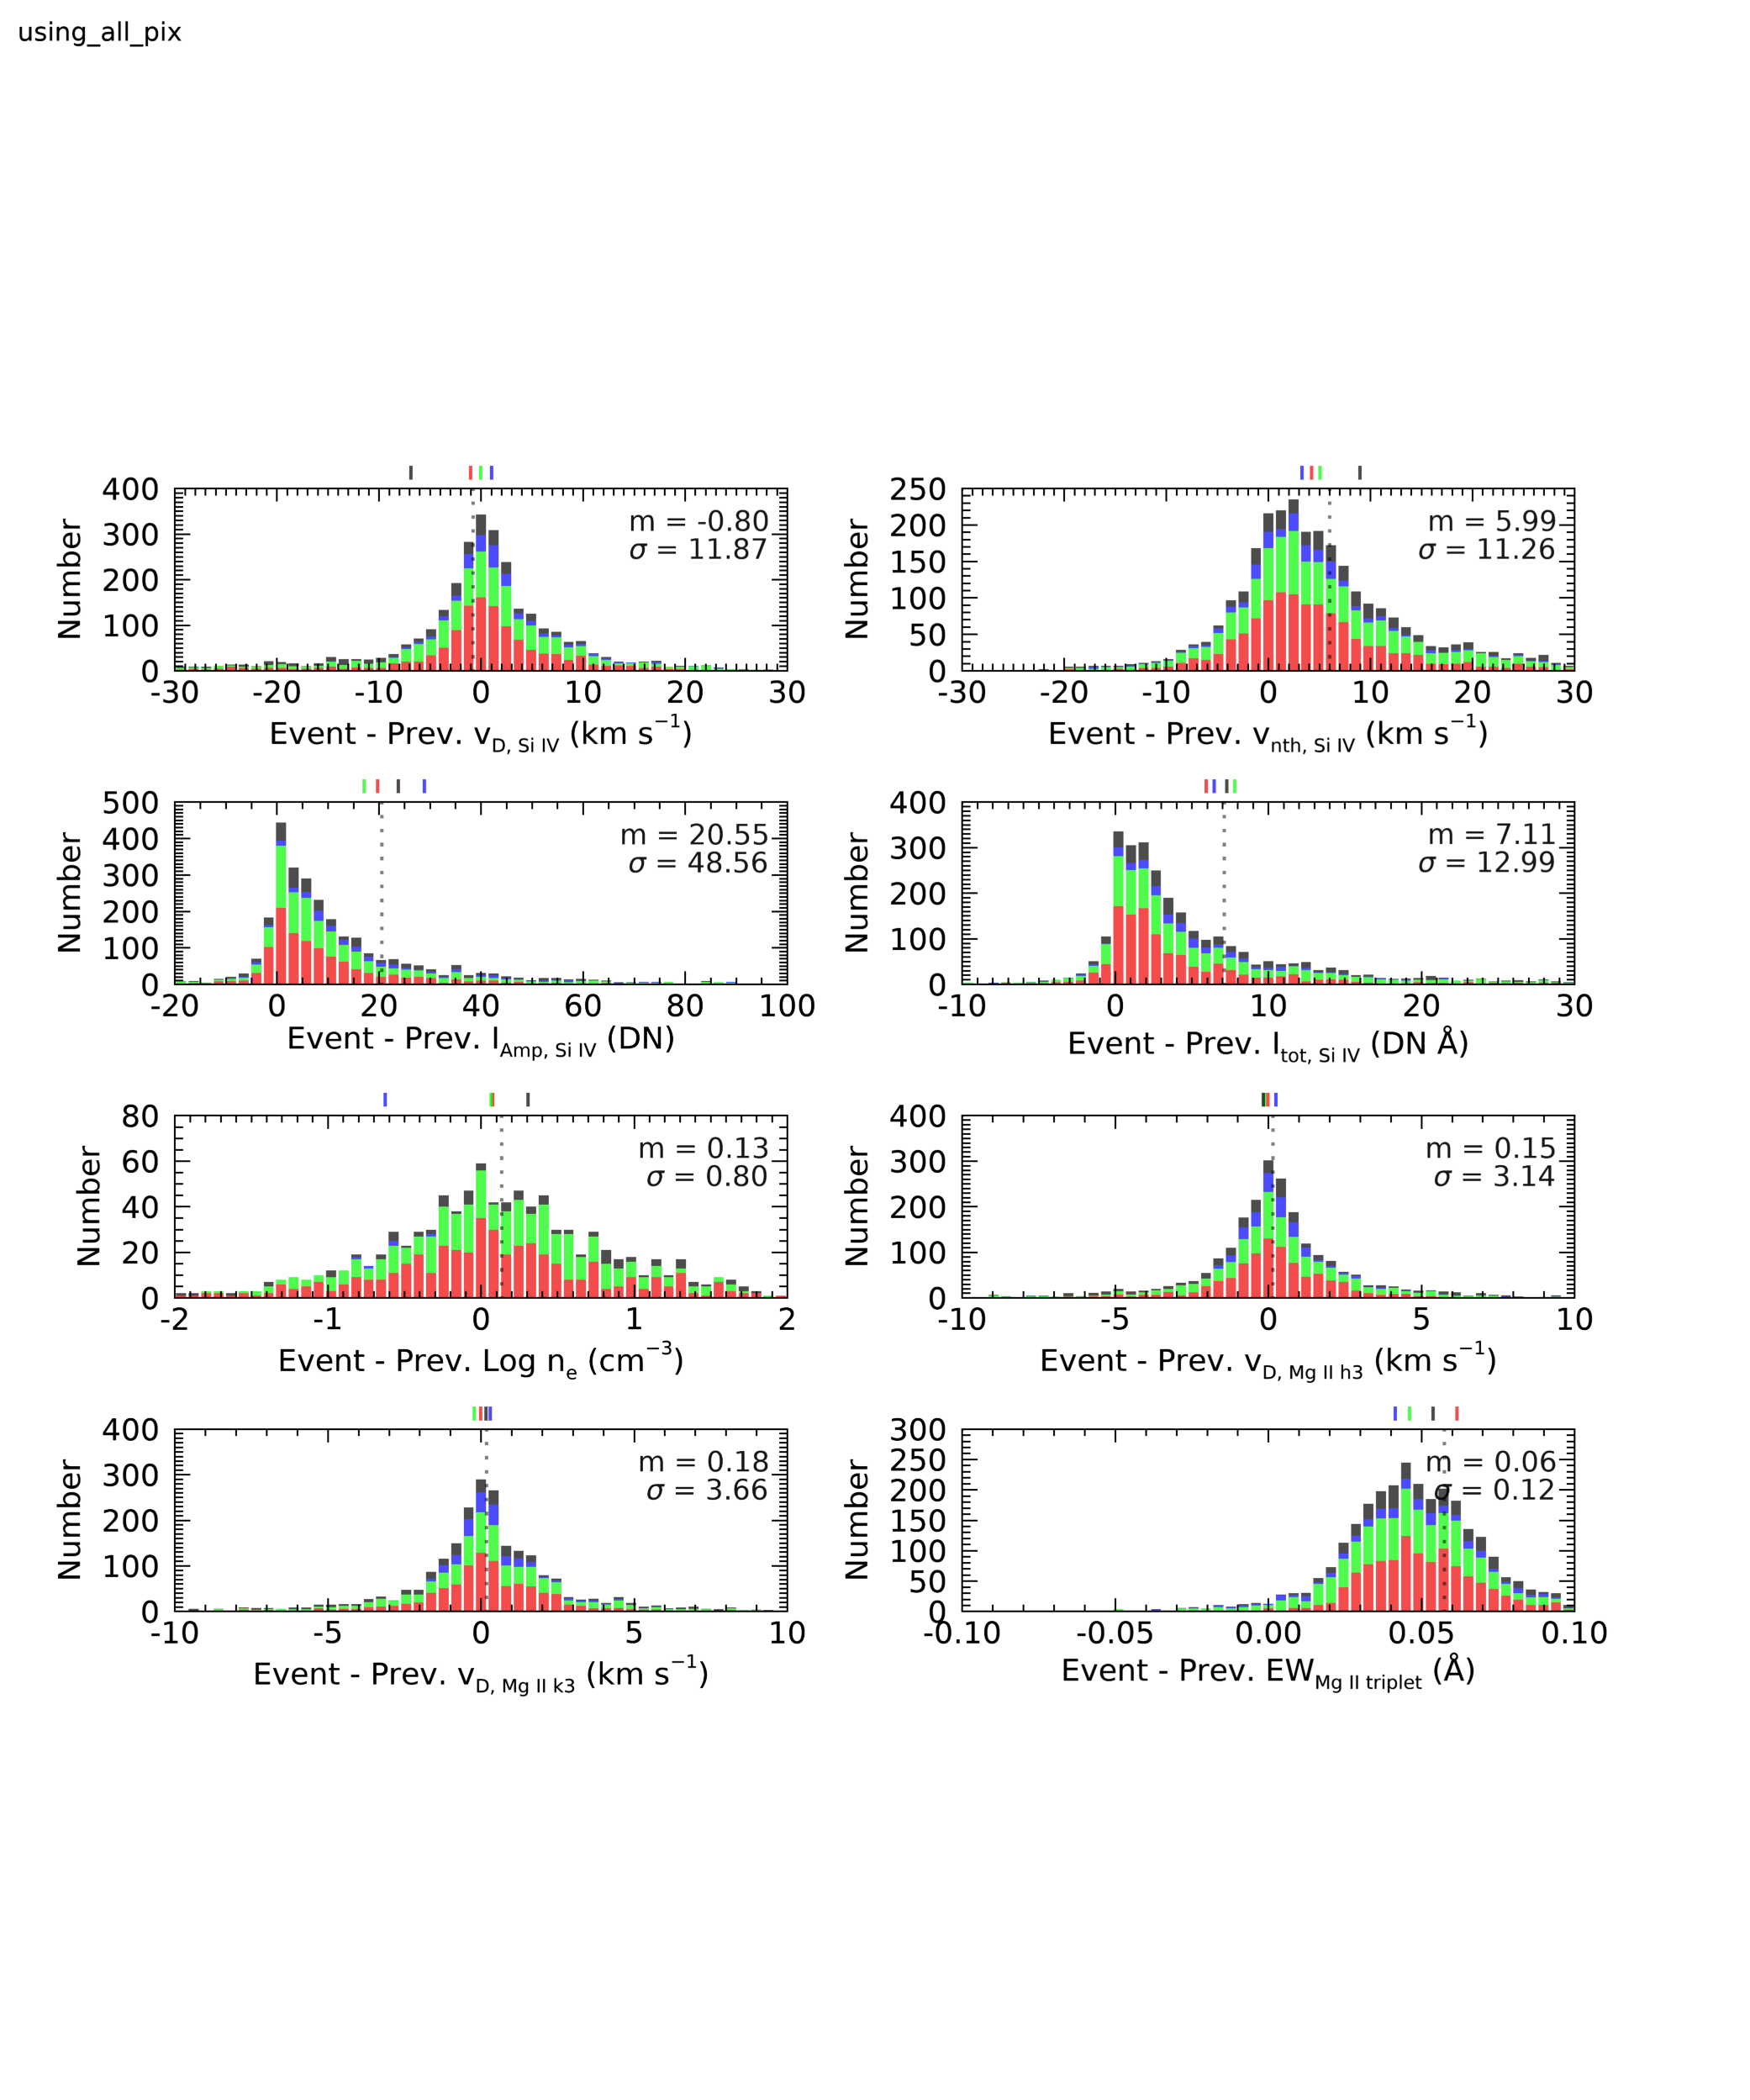 using_all_pix
400
300
200
100
0
Number
m = -0.80
σ = 11.87
-30 -20 -10 0 10 20 30
Event - Prev. v_D, Si IV (km s⁻¹)
250
200
150
100
50
0
Number
m = 5.99
σ = 11.26
-30 -20 -10 0 10 20 30
Event - Prev. v_nth, Si IV (km s⁻¹)
500
400
300
200
100
0
Number
m = 20.55
σ = 48.56
-20 0 20 40 60 80 100
Event - Prev. I_Amp, Si IV (DN)
400
300
200
100
0
Number
m = 7.11
σ = 12.99
-10 0 10 20 30
Event - Prev. I_tot, Si IV (DN Å)
80
60
40
20
0
Number
m = 0.13
σ = 0.80
-2 -1 0 1 2
Event - Prev. Log n_e (cm⁻³)
400
300
200
100
0
Number
m = 0.15
σ = 3.14
-10 -5 0 5 10
Event - Prev. v_D, Mg II h3 (km s⁻¹)
400
300
200
100
0
Number
m = 0.18
σ = 3.66
-10 -5 0 5 10
Event - Prev. v_D, Mg II k3 (km s⁻¹)
300
250
200
150
100
50
0
Number
m = 0.06
σ = 0.12
-0.10 -0.05 0.00 0.05 0.10
Event - Prev. EW_Mg II triplet (Å)